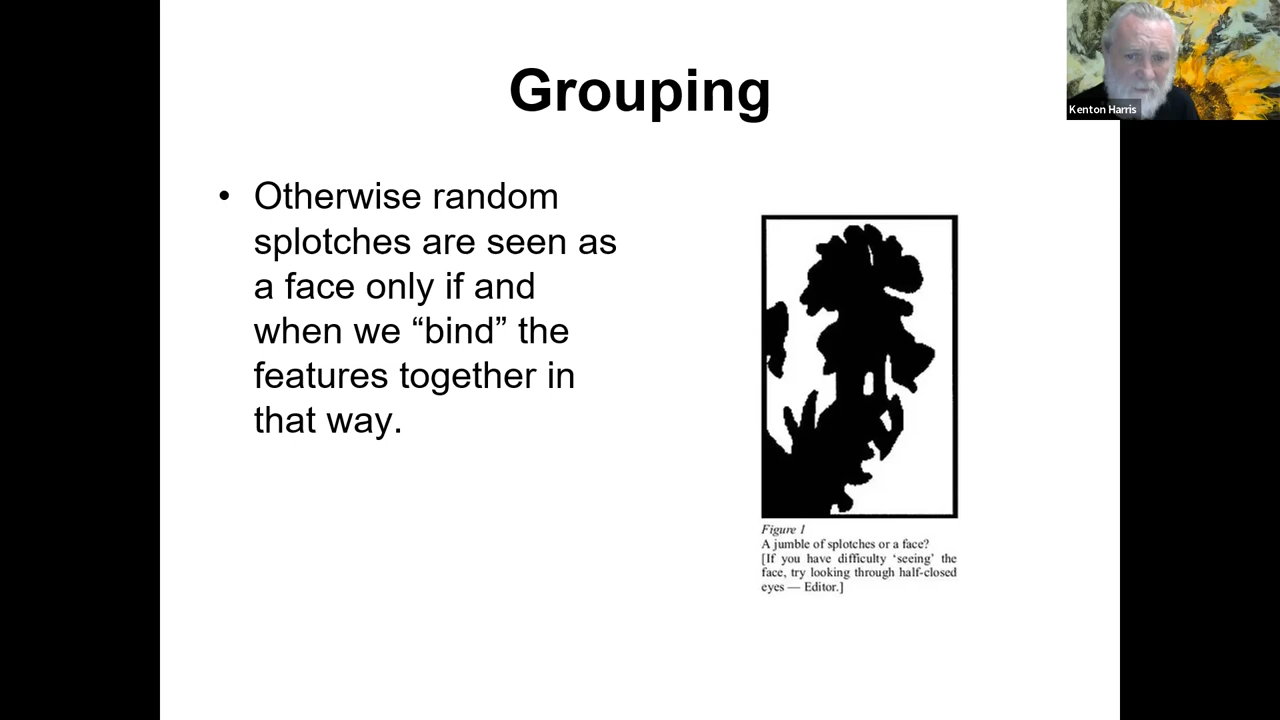 Grouping
Kenton Harris
• Otherwise random
splotches are seen as
a face only if and
when we “bind” the
features together in
that way.
Figure 1
A jumble of splotches or a face?
[If you have difficulty ‘seeing’ the
face, try looking through half-closed
eyes — Editor.]